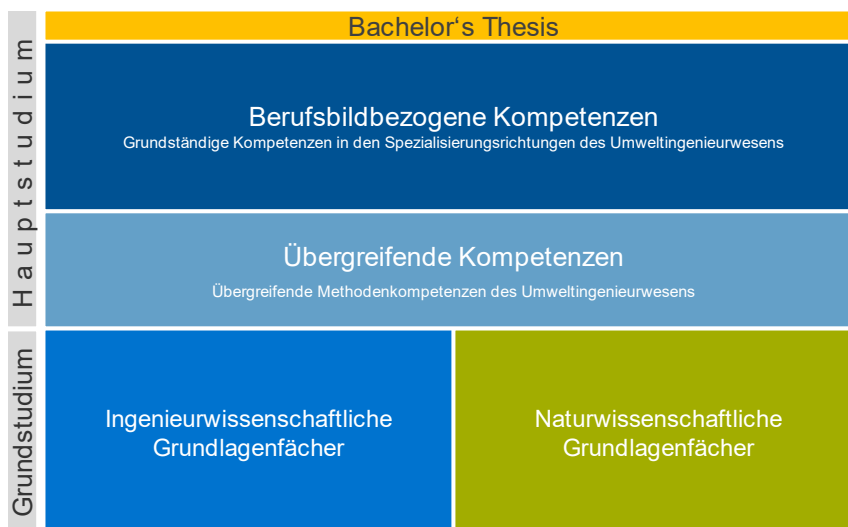 Bachelor‘s Thesis
Hauptstudium
Berufsbildbezogene Kompetenzen
Grundständige Kompetenzen in den Spezialisierungsrichtungen des Umweltingenieurwesens
Übergreifende Kompetenzen
Übergreifende Methodenkompetenzen des Umweltingenieurwesens
Grundstudium
Ingenieurwissenschaftliche
Grundlagenfächer
Naturwissenschaftliche
Grundlagenfächer